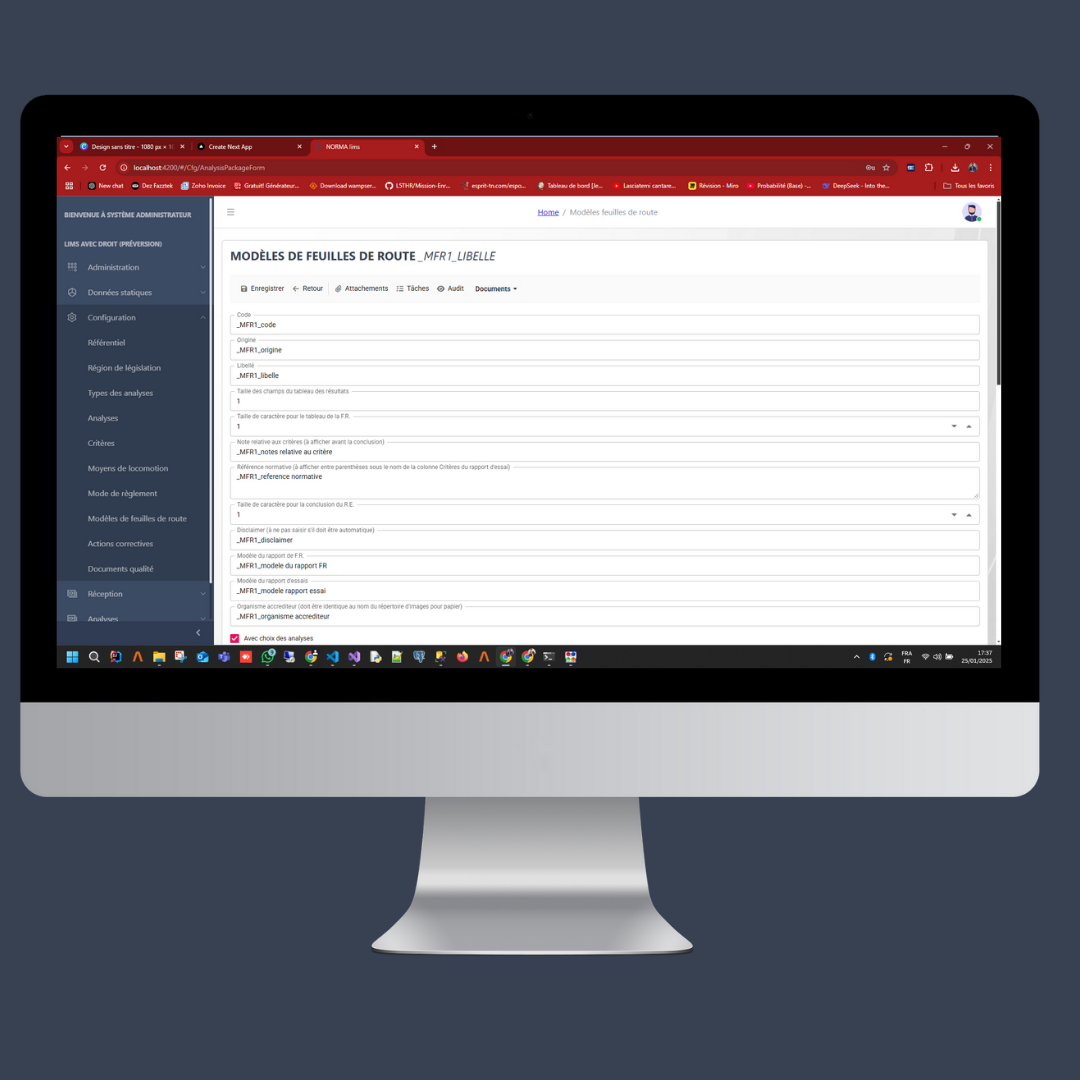 Design sans titre - 1080 px ×
Create Next App
NORMA lims
localhost:4200/#/Cfg/AnalysisPackageForm
New chat
Dez Fazztek
Zoho Invoice
Gratuit! Générateur...
Download wampser...
LSTHR/Mission-Enr...
esprit-tn.com/espo...
Tableau de bord [Je...
Lasciatemi cantare...
Révision - Miro
Probabilité (Base) -...
DeepSeek - Into the...
Tous les favoris
BIENVENUE À SYSTÈME ADMINISTRATEUR
Home / Modèles feuilles de route
LIMS AVEC DROIT (PRÉVERSION)
Administration
Données statiques
Configuration
Référentiel
Région de législation
Types des analyses
Analyses
Critères
Moyens de locomotion
Mode de règlement
Modèles de feuilles de route
Actions correctives
Documents qualité
Réception
Analyses
MODÈLES DE FEUILLES DE ROUTE _MFR1_LIBELLE
Enregistrer Retour Attachements Tâches Audit Documents
Code
_MFR1_code
Origine
_MFR1_origine
Libellé
_MFR1_libelle
Taille des champs du tableau des résultats
1
Taille de caractère pour le tableau de la F.R.
1
Note relative aux critères (à afficher avant la conclusion)
_MFR1_notes relative au critère
Référence normative (à afficher entre parenthèses sous le nom de la colonne Critères du rapport d'essai)
_MFR1_reference normative
Taille de caractère pour la conclusion du R.E.
1
Disclaimer (à ne pas saisir s'il doit être automatique)
_MFR1_disclaimer
Modèle du rapport de F.R.
_MFR1_modele du rapport FR
Modèle du rapport d'essais
_MFR1_modele rapport essai
Organisme accrediteur (doit être identique au nom du répertoire d'images pour papier)
_MFR1_organisme accrediteur
Avec choix des analyses
FRA
FR
17:37
25/01/2025